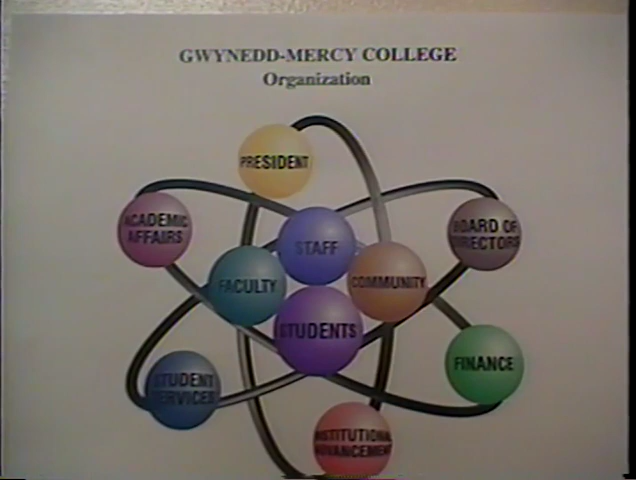 GWYNEDD-MERCY COLLEGE
Organization
PRESIDENT
ACADEMIC
AFFAIRS
STAFF
BOARD OF
DIRECTORS
FACULTY
COMMUNITY
STUDENTS
FINANCE
STUDENT
SERVICES
INSTITUTIONAL
ADVANCEMENT